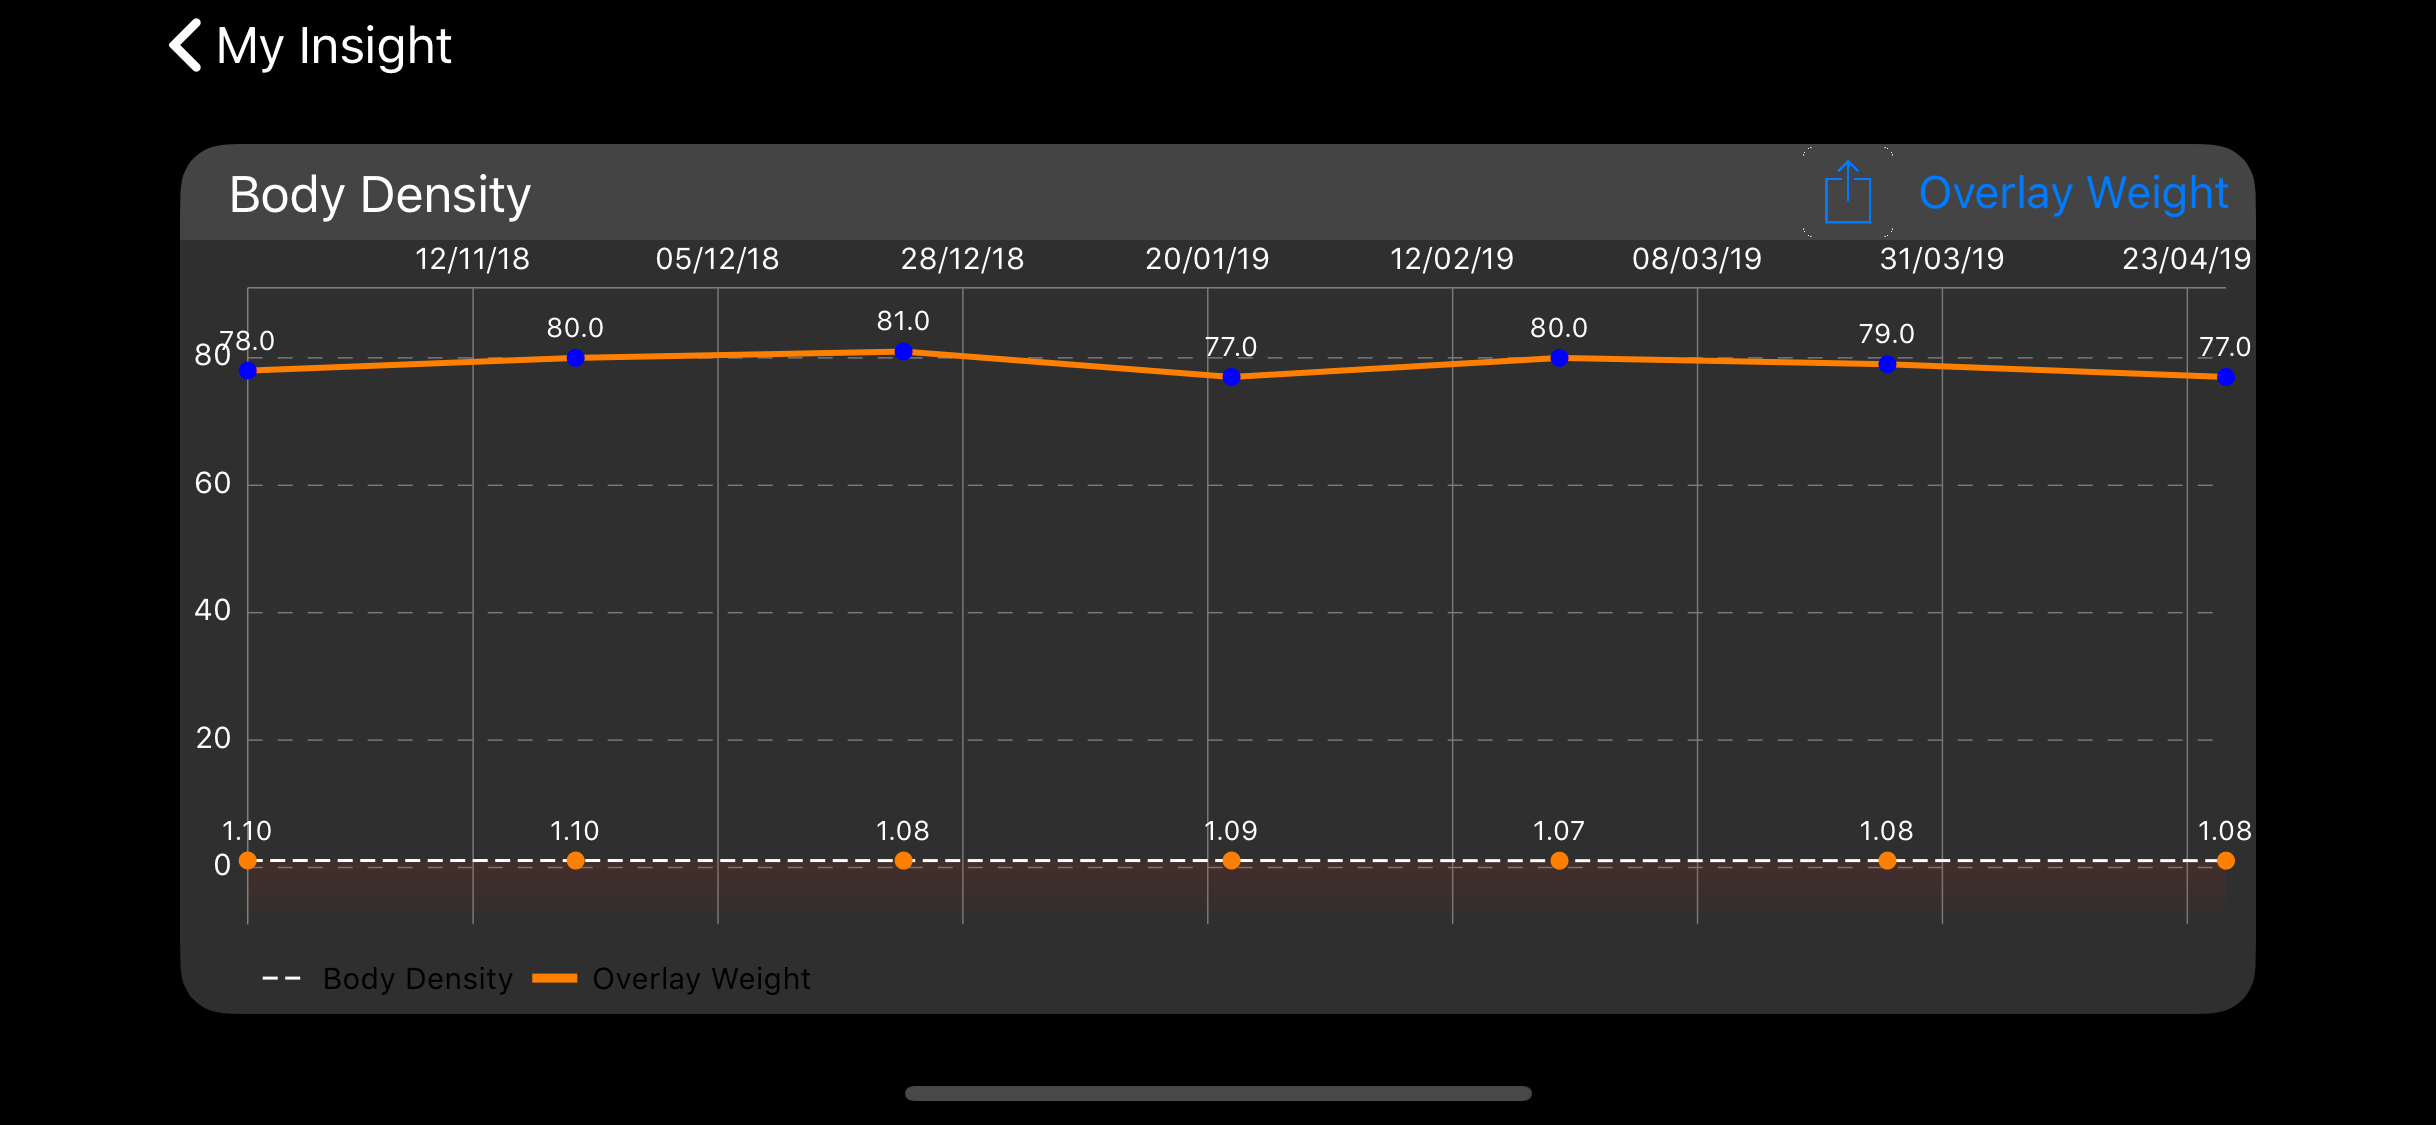 My Insight
Body Density
Overlay Weight
12/11/18 05/12/18 28/12/18 20/01/19 12/02/19 08/03/19 31/03/19 23/04/19
78.0 80.0 81.0 77.0 80.0 79.0 77.0
80
60
40
20
1.10 1.10 1.08 1.09 1.07 1.08 1.08
0
Body Density Overlay Weight